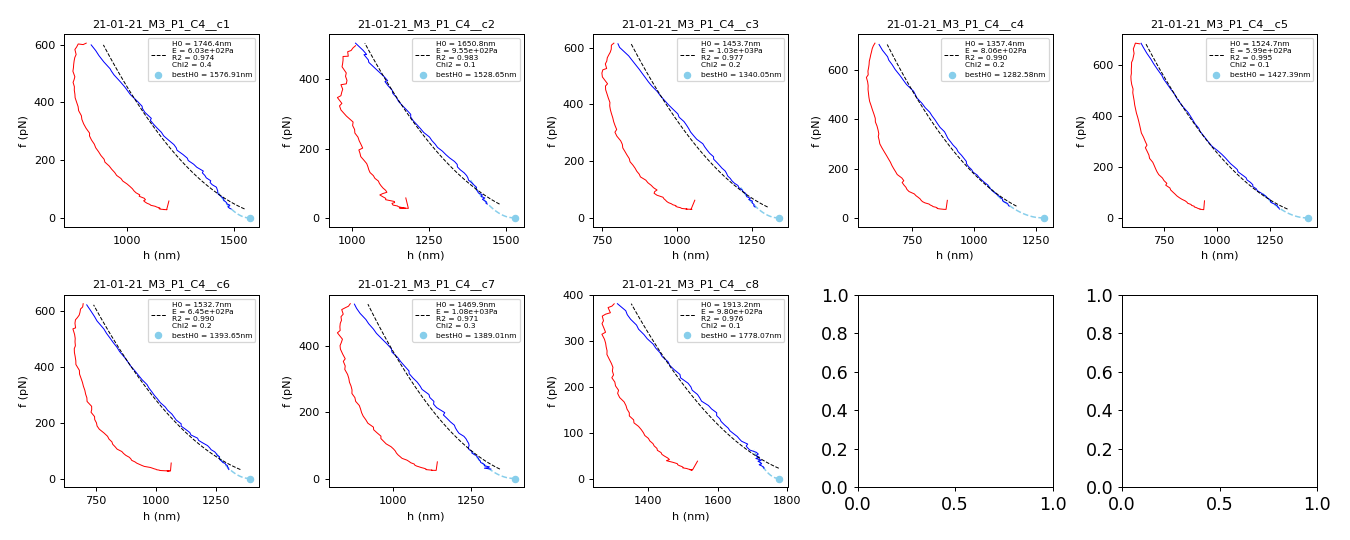 21-01-21_M3_P1_C4__c1
H0 = 1746.4nm
E = 6.03e+02Pa
R2 = 0.974
Chi2 = 0.4
bestH0 = 1576.91nm
600
400
200
0
f (pN)
1000
1500
h (nm)
21-01-21_M3_P1_C4__c2
H0 = 1650.8nm
E = 9.55e+02Pa
R2 = 0.983
Chi2 = 0.2
bestH0 = 1528.65nm
400
200
0
f (pN)
1000
1250
1500
h (nm)
21-01-21_M3_P1_C4__c3
H0 = 1453.7nm
E = 1.03e+03Pa
R2 = 0.977
Chi2 = 0.2
bestH0 = 1340.05nm
600
400
200
0
f (pN)
750
1000
1250
h (nm)
21-01-21_M3_P1_C4__c4
H0 = 1357.4nm
E = 8.06e+02Pa
R2 = 0.990
Chi2 = 0.2
bestH0 = 1282.58nm
600
400
200
0
f (pN)
750
1000
1250
h (nm)
21-01-21_M3_P1_C4__c5
H0 = 1524.7nm
E = 5.99e+02Pa
R2 = 0.995
Chi2 = 0.1
bestH0 = 1427.39nm
600
400
200
0
f (pN)
750
1000
1250
h (nm)
21-01-21_M3_P1_C4__c6
H0 = 1532.7nm
E = 6.45e+02Pa
R2 = 0.990
Chi2 = 0.2
bestH0 = 1393.65nm
600
400
200
0
f (pN)
750
1000
1250
h (nm)
21-01-21_M3_P1_C4__c7
H0 = 1469.9nm
E = 1.08e+03Pa
R2 = 0.971
Chi2 = 0.3
bestH0 = 1389.01nm
400
200
0
f (pN)
1000
1250
h (nm)
21-01-21_M3_P1_C4__c8
H0 = 1913.2nm
E = 9.80e+02Pa
R2 = 0.976
Chi2 = 0.1
bestH0 = 1778.07nm
400
300
200
100
0
f (pN)
1400
1600
1800
h (nm)
1.0
0.8
0.6
0.4
0.2
0.0
0.0
0.5
1.0
1.0
0.8
0.6
0.4
0.2
0.0
0.0
0.5
1.0